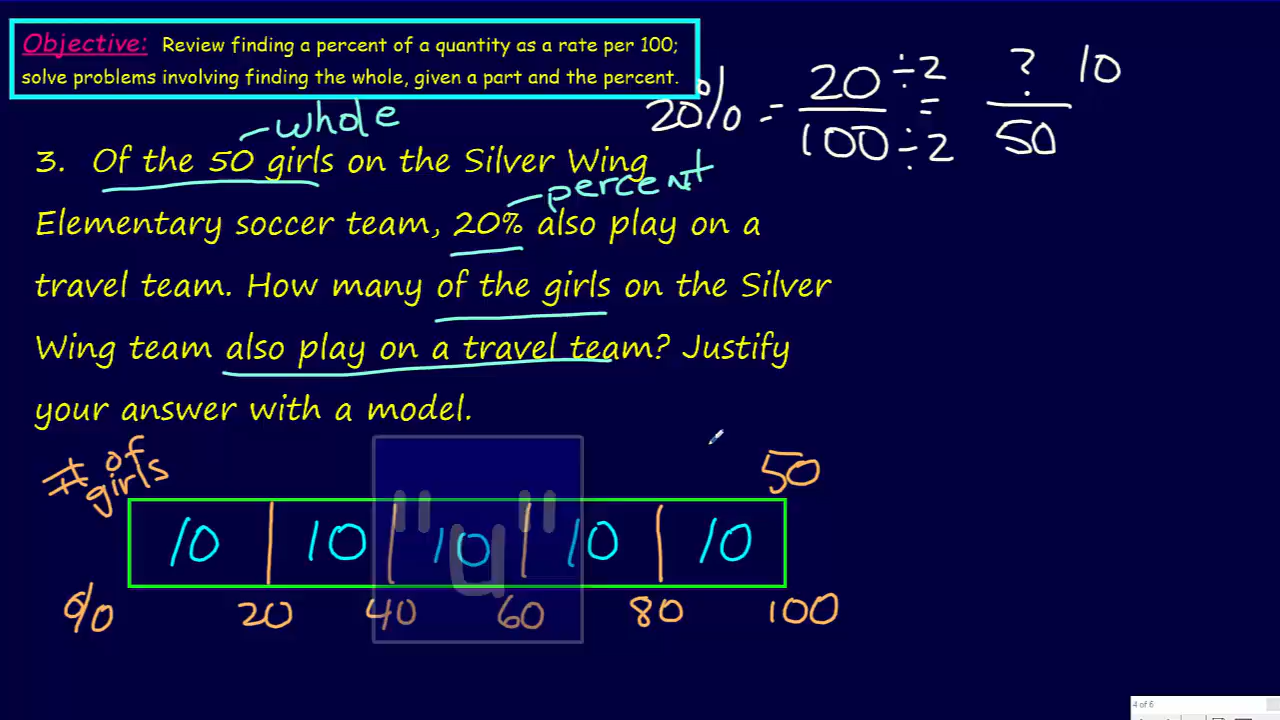 Objective: Review finding a percent of a quantity as a rate per 100;
solve problems involving finding the whole, given a part and the percent.
20% = 20 ÷2 = ? 10
100 ÷2 50
whole
3. Of the 50 girls on the Silver Wing
percent
Elementary soccer team, 20% also play on a
travel team. How many of the girls on the Silver
Wing team also play on a travel team? Justify
your answer with a model.
# of girls
50
10 10 10 10 10
"u"
% 20 40 60 80 100
4 of 6